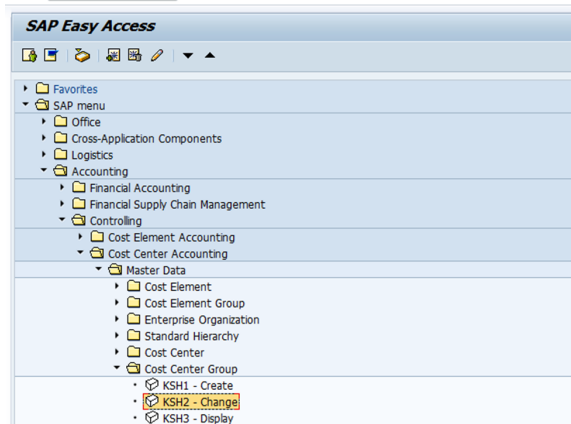 SAP Easy Access
Favorites
SAP menu
Office
Cross-Application Components
Logistics
Accounting
Financial Accounting
Financial Supply Chain Management
Controlling
Cost Element Accounting
Cost Center Accounting
Master Data
Cost Element
Cost Element Group
Enterprise Organization
Standard Hierarchy
Cost Center
Cost Center Group
KSH1 - Create
KSH2 - Change
KSH3 - Display